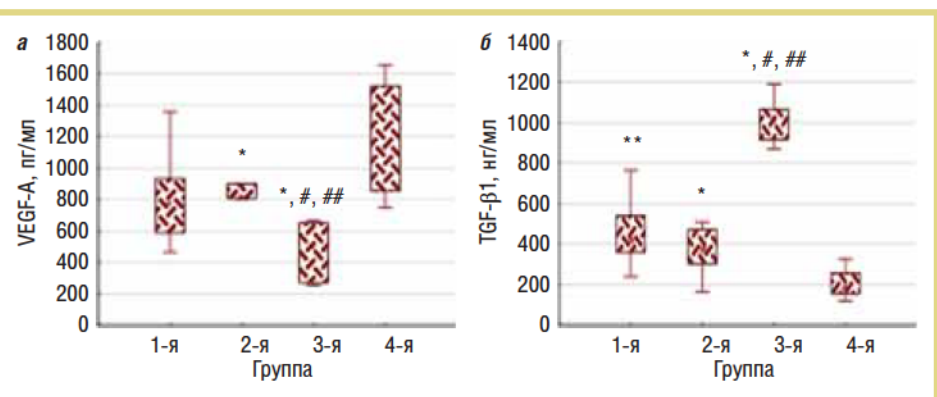 а
VEGF-A, пг/мл
1800
1600
1400
1200
1000
800
600
400
200
0
*
*, #, ##
1-я 2-я 3-я 4-я
Группа
б
TGF-β1, нг/мл
1400
1200
1000
800
600
400
200
0
**
*
*, #, ##
1-я 2-я 3-я 4-я
Группа